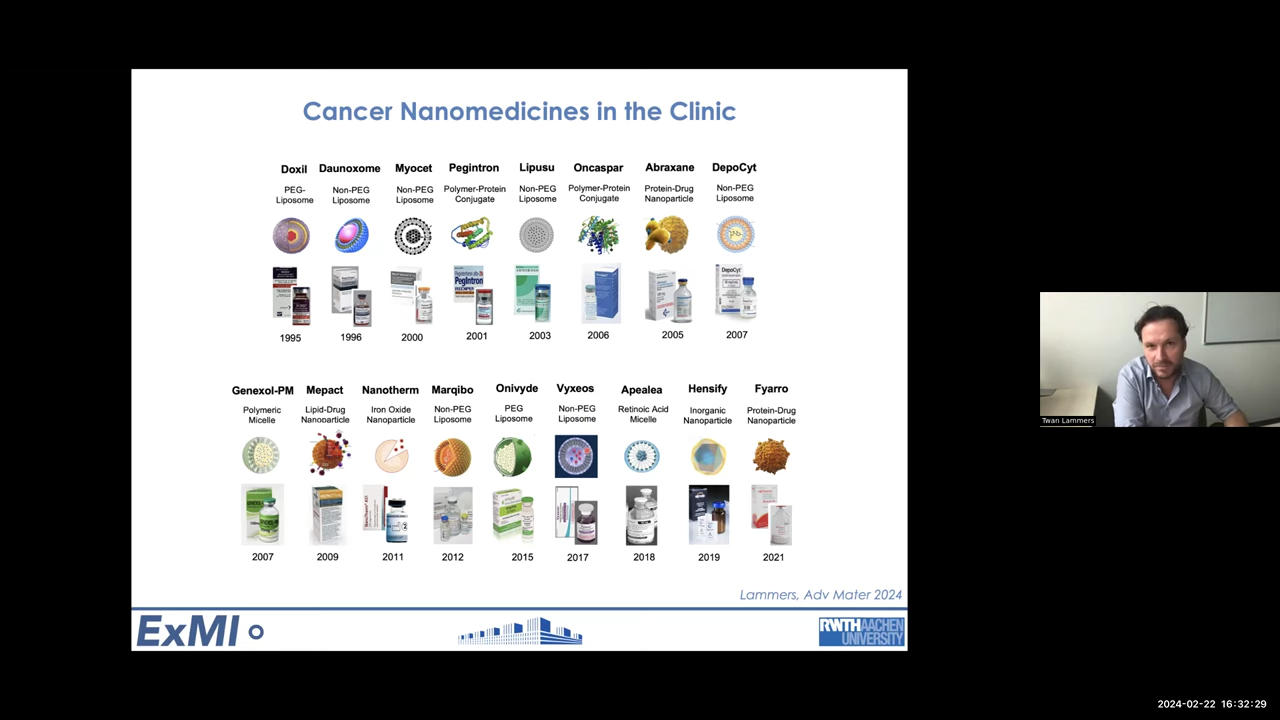 Cancer Nanomedicines in the Clinic
Doxil Daunoxome Myocet Pegintron Lipusu Oncaspar Abraxane DepoCyt
PEG- Non-PEG Non-PEG Polymer-Protein Non-PEG Polymer-Protein Protein-Drug Non-PEG
Liposome Liposome Liposome Conjugate Liposome Conjugate Nanoparticle Liposome
PegIntron
DepoCyt
1995 1996 2000 2001 2003 2006 2005 2007
Genexol-PM Mepact Nanotherm Marqibo Onivyde Vyxeos Apealea Hensify Fyarro
Polymeric Lipid-Drug Iron Oxide Non-PEG PEG Non-PEG Retinoic Acid Inorganic Protein-Drug
Micelle Nanoparticle Nanoparticle Liposome Liposome Liposome Micelle Nanoparticle Nanoparticle
2007 2009 2011 2012 2015 2017 2018 2019 2021
Lammers, Adv Mater 2024
ExMI
RWTHAACHEN
UNIVERSITY
Twan Lammers
2024-02-22 16:32:29